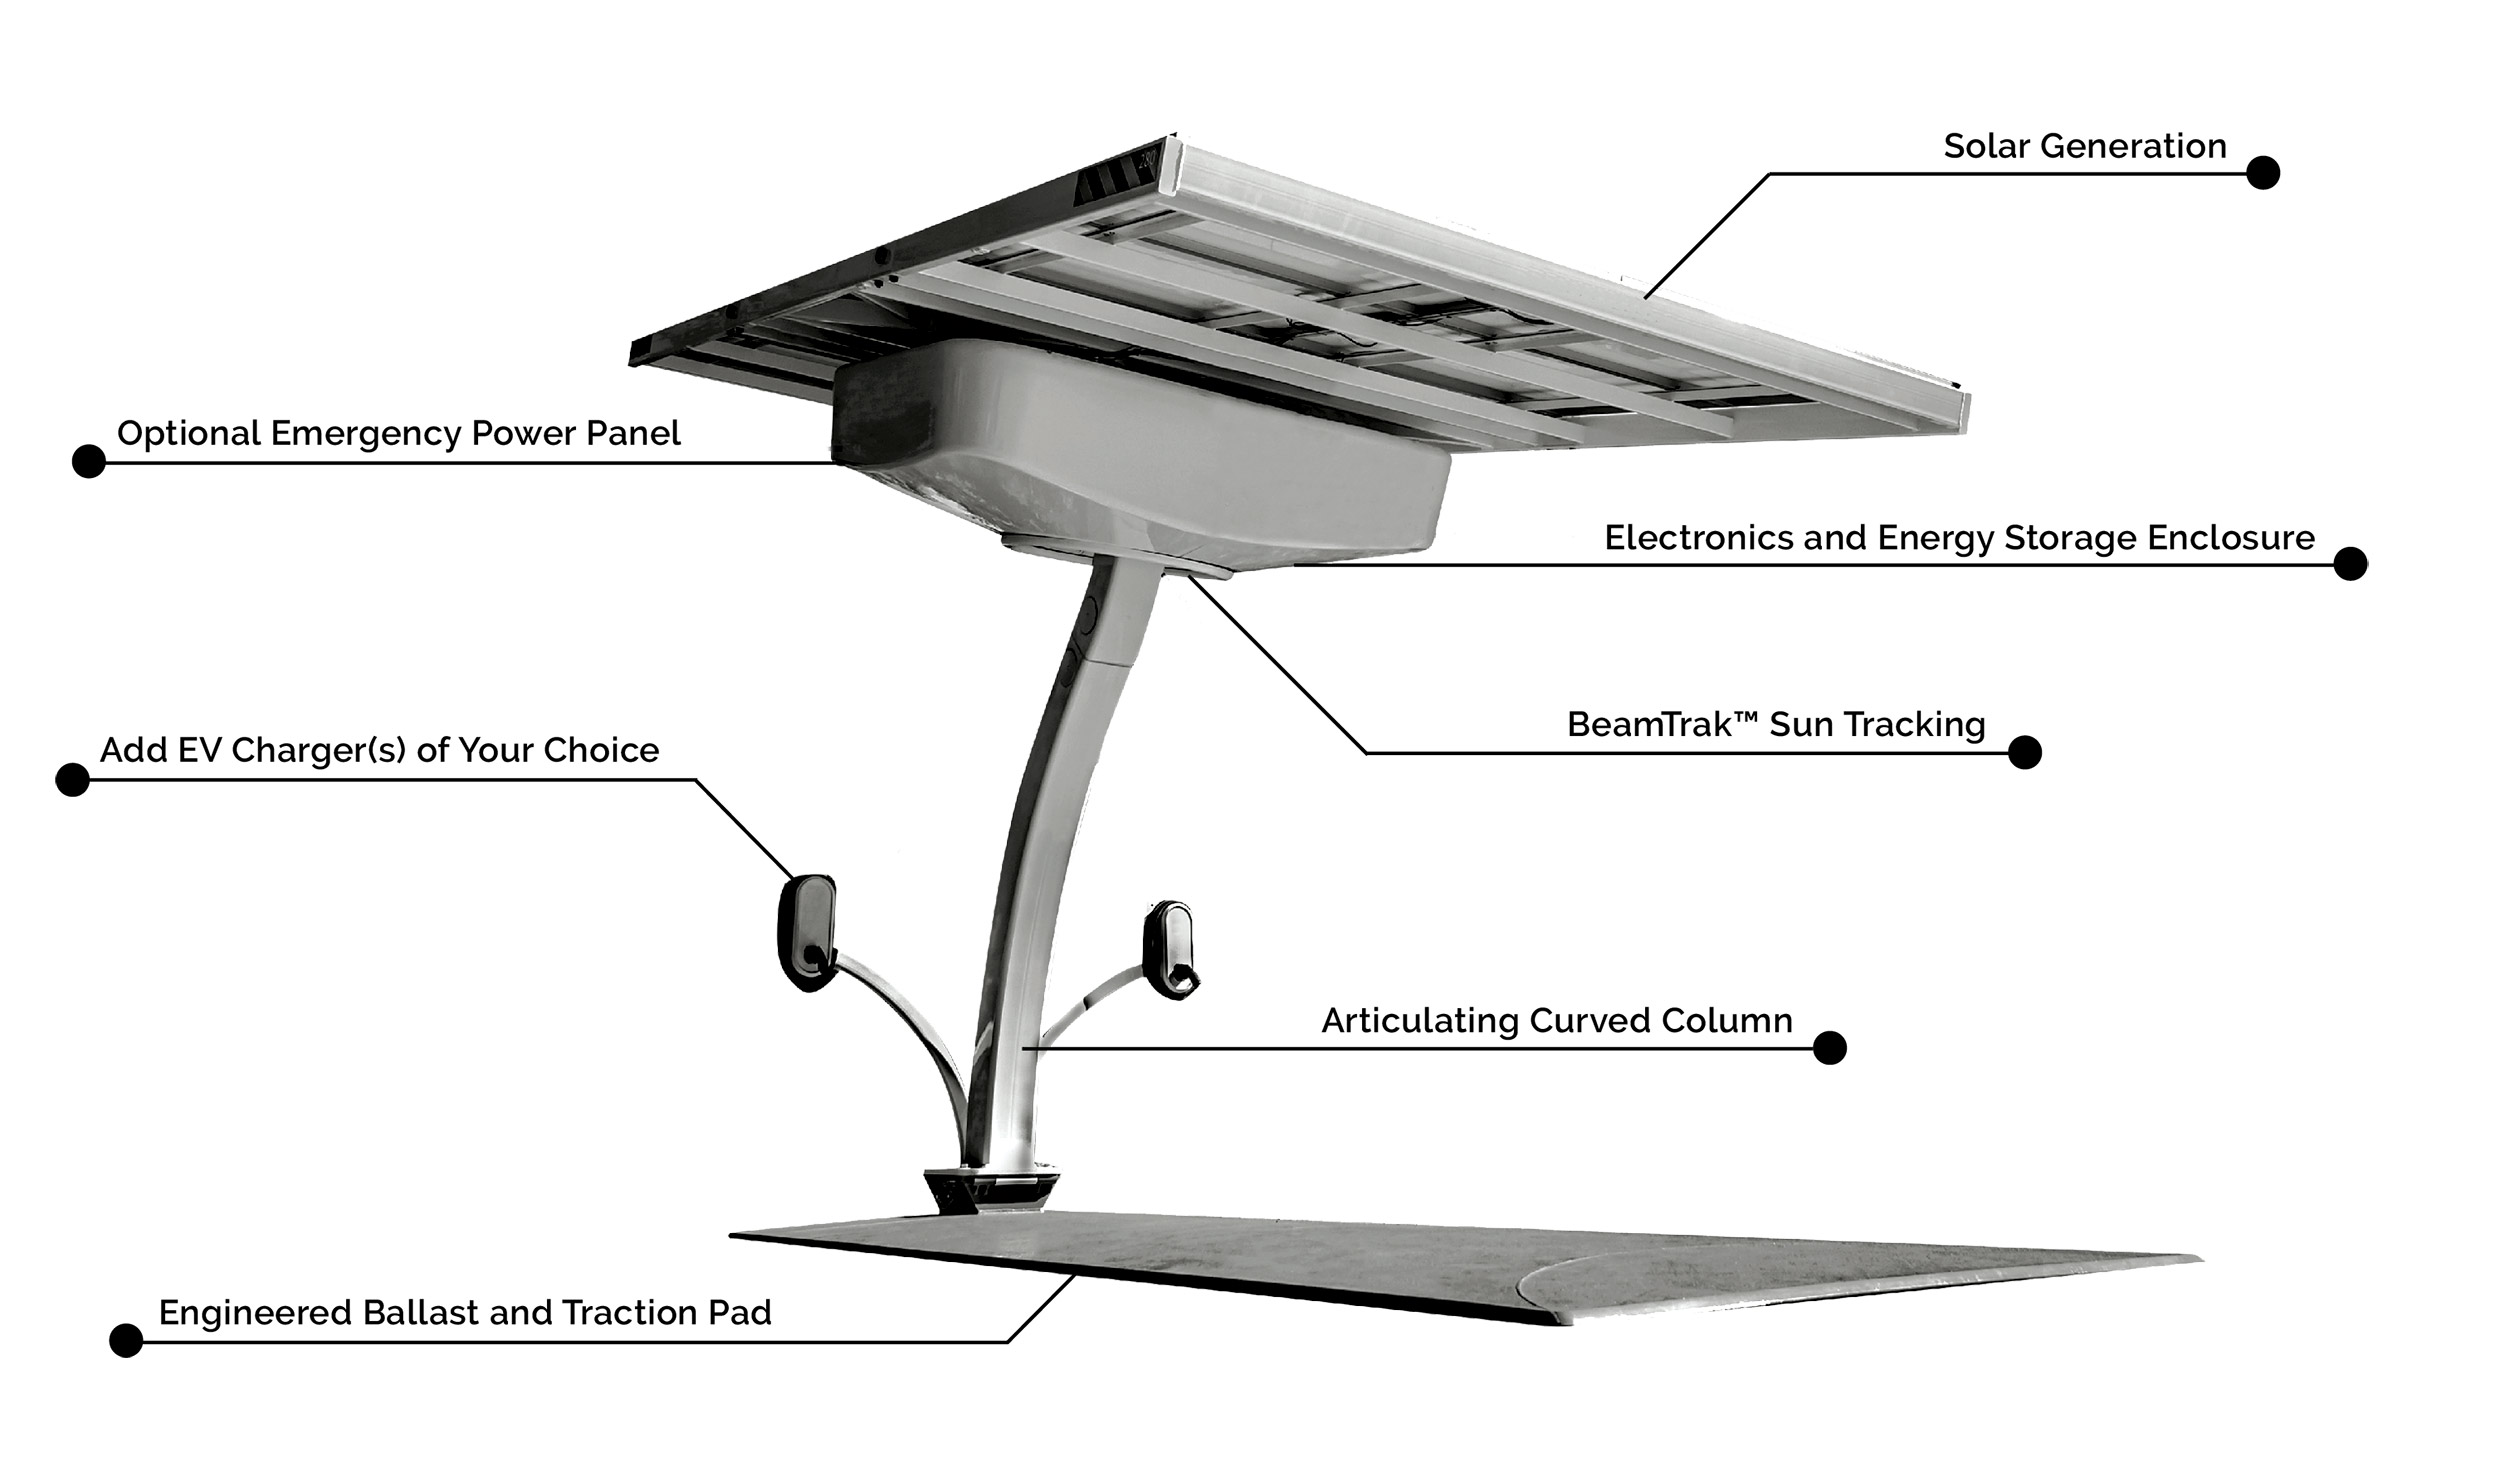 Solar Generation
Optional Emergency Power Panel
Electronics and Energy Storage Enclosure
BeamTrak™ Sun Tracking
Add EV Charger(s) of Your Choice
Articulating Curved Column
Engineered Ballast and Traction Pad